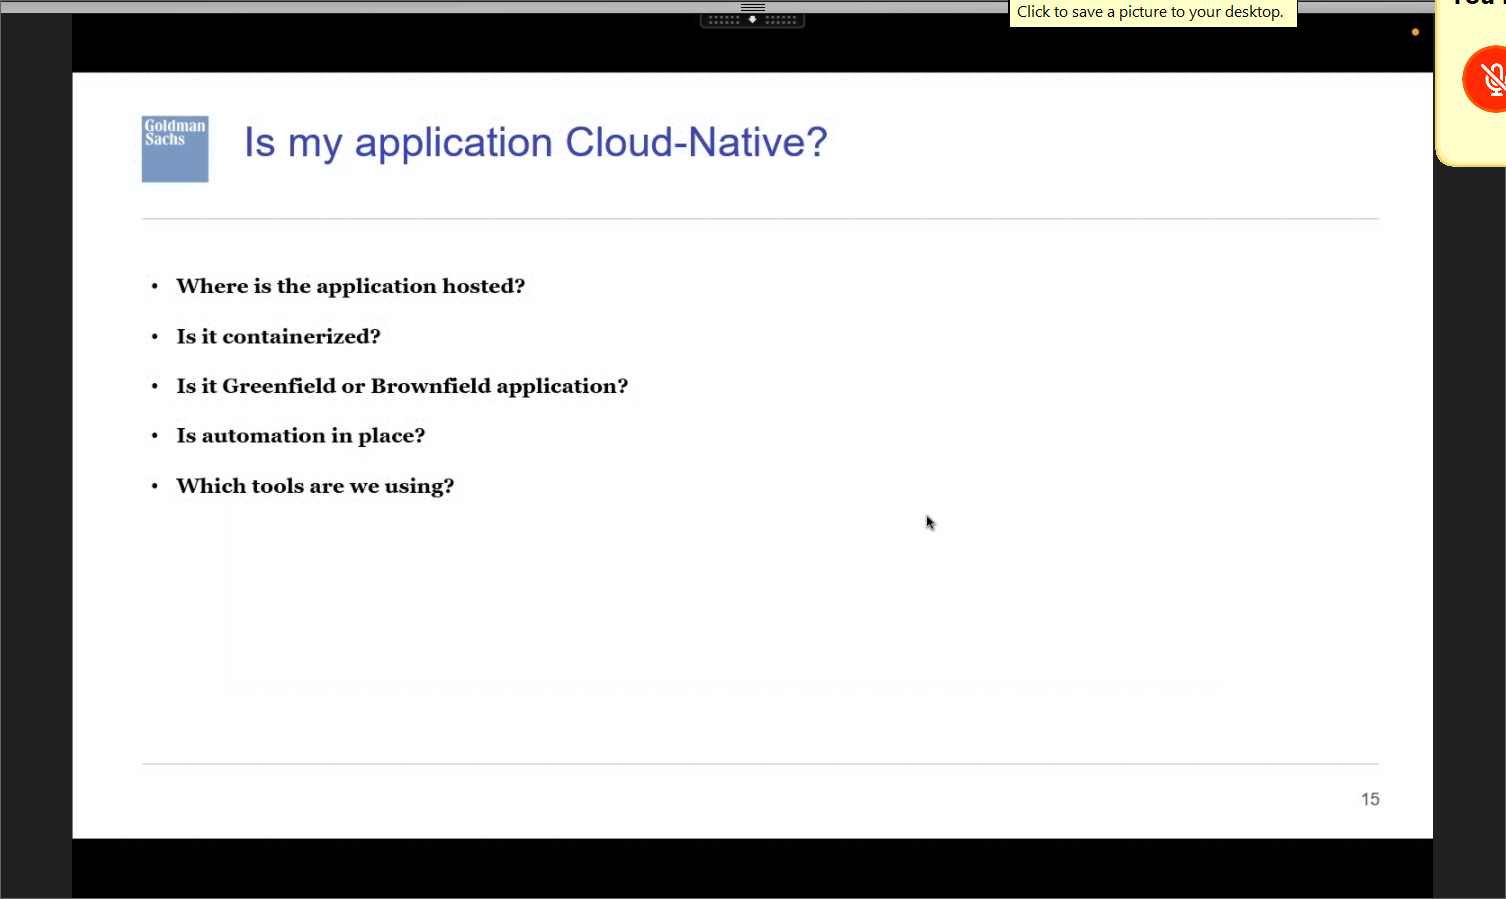 Click to save a picture to your desktop.
Goldman
Sachs
Is my application Cloud-Native?
• Where is the application hosted?
• Is it containerized?
• Is it Greenfield or Brownfield application?
• Is automation in place?
• Which tools are we using?
15